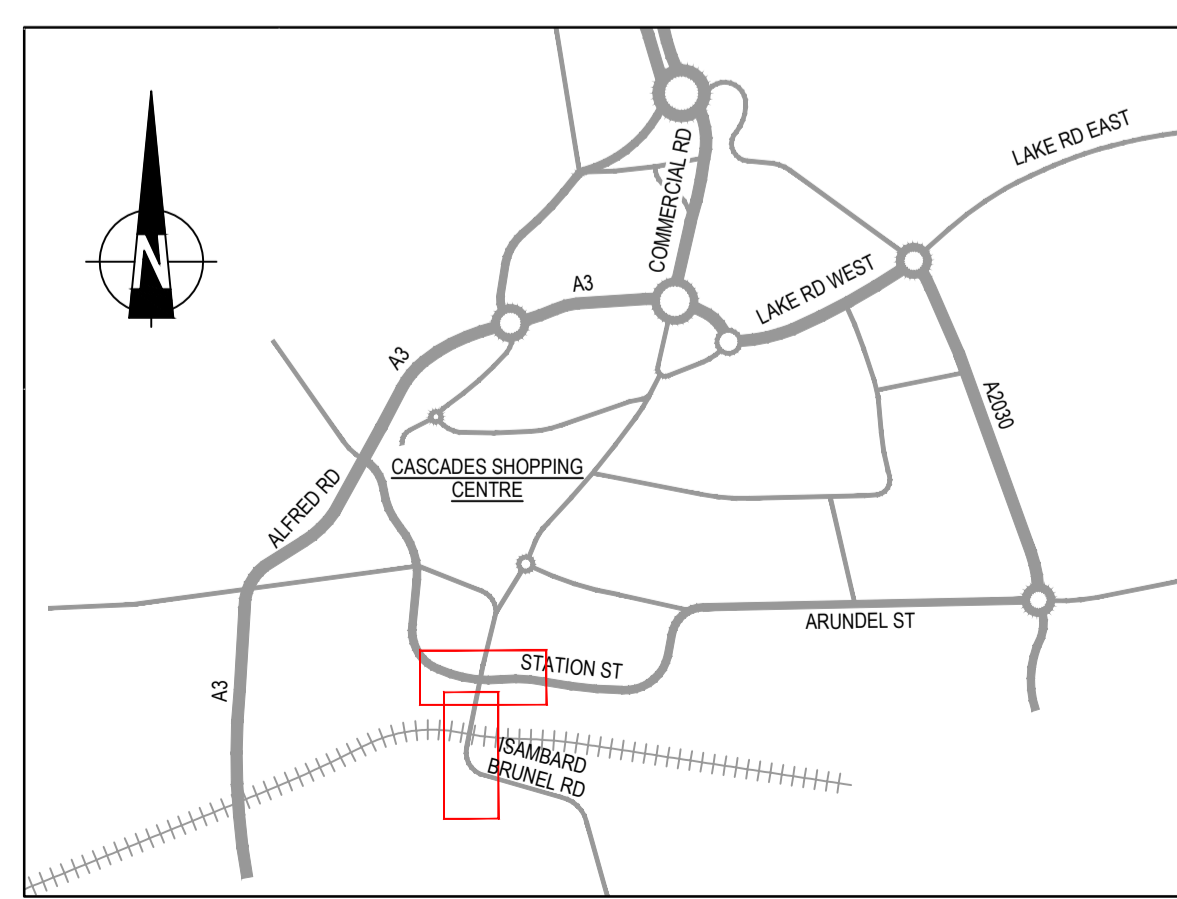 LAKE RD EAST
COMMERCIAL RD
N
LAKE RD WEST
A3
A3
A2030
CASCADES SHOPPING
CENTRE
ALFRED RD
ARUNDEL ST
STATION ST
A3
ISAMBARD
BRUNEL RD